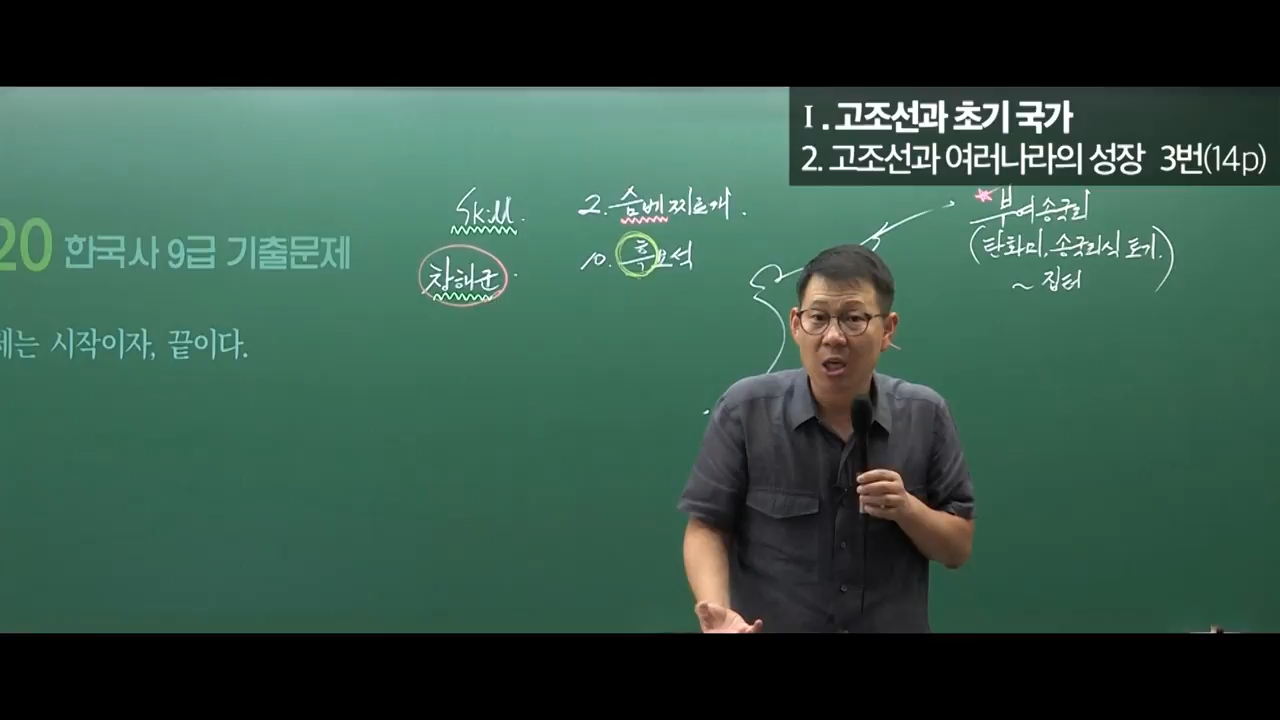 Ⅰ. 고조선과 초기 국가
2. 고조선과 여러나라의 성장 3번(14p)
20 한국사 9급 기출문제
제는 시작이자, 끝이다.
Skill.
창해군.
2. 슴베찌르개.
10. 흑요석
*부여송국리
(탄화미, 송국리식 토기.)
~ 집터